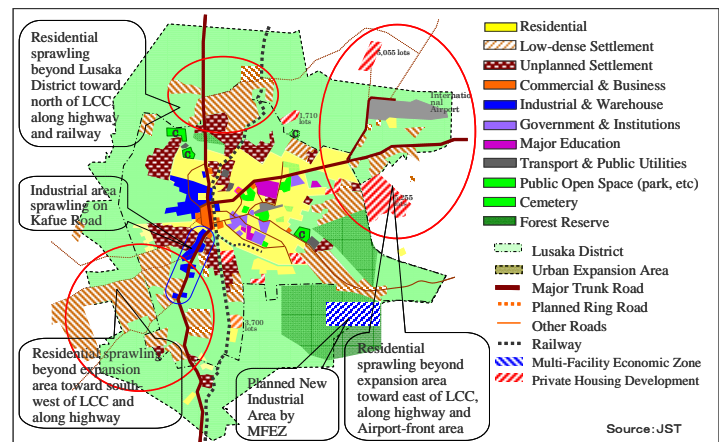 Residential
sprawling
beyond Lusaka
District toward
north of LCC,
along highway
and railway
Industrial area
sprawling on
Kafue Road
Residential sprawling
beyond expansion
area toward south-
west of LCC and
along highway
Planned New
Industrial
Area by
MFEZ
Residential
sprawling beyond
expansion area
toward east of LCC,
along highway and
Airport-front area
,055 lots
Internatio
nal
Airport
1,710
lots
C
C
C
,255
3,700
lots
Residential
Low-dense Settlement
Unplanned Settlement
Commercial & Business
Industrial & Warehouse
Government & Institutions
Major Education
Transport & Public Utilities
Public Open Space (park, etc)
Cemetery
Forest Reserve
Lusaka District
Urban Expansion Area
Major Trunk Road
Planned Ring Road
Other Roads
Railway
Multi-Facility Economic Zone
Private Housing Development
Source: JST